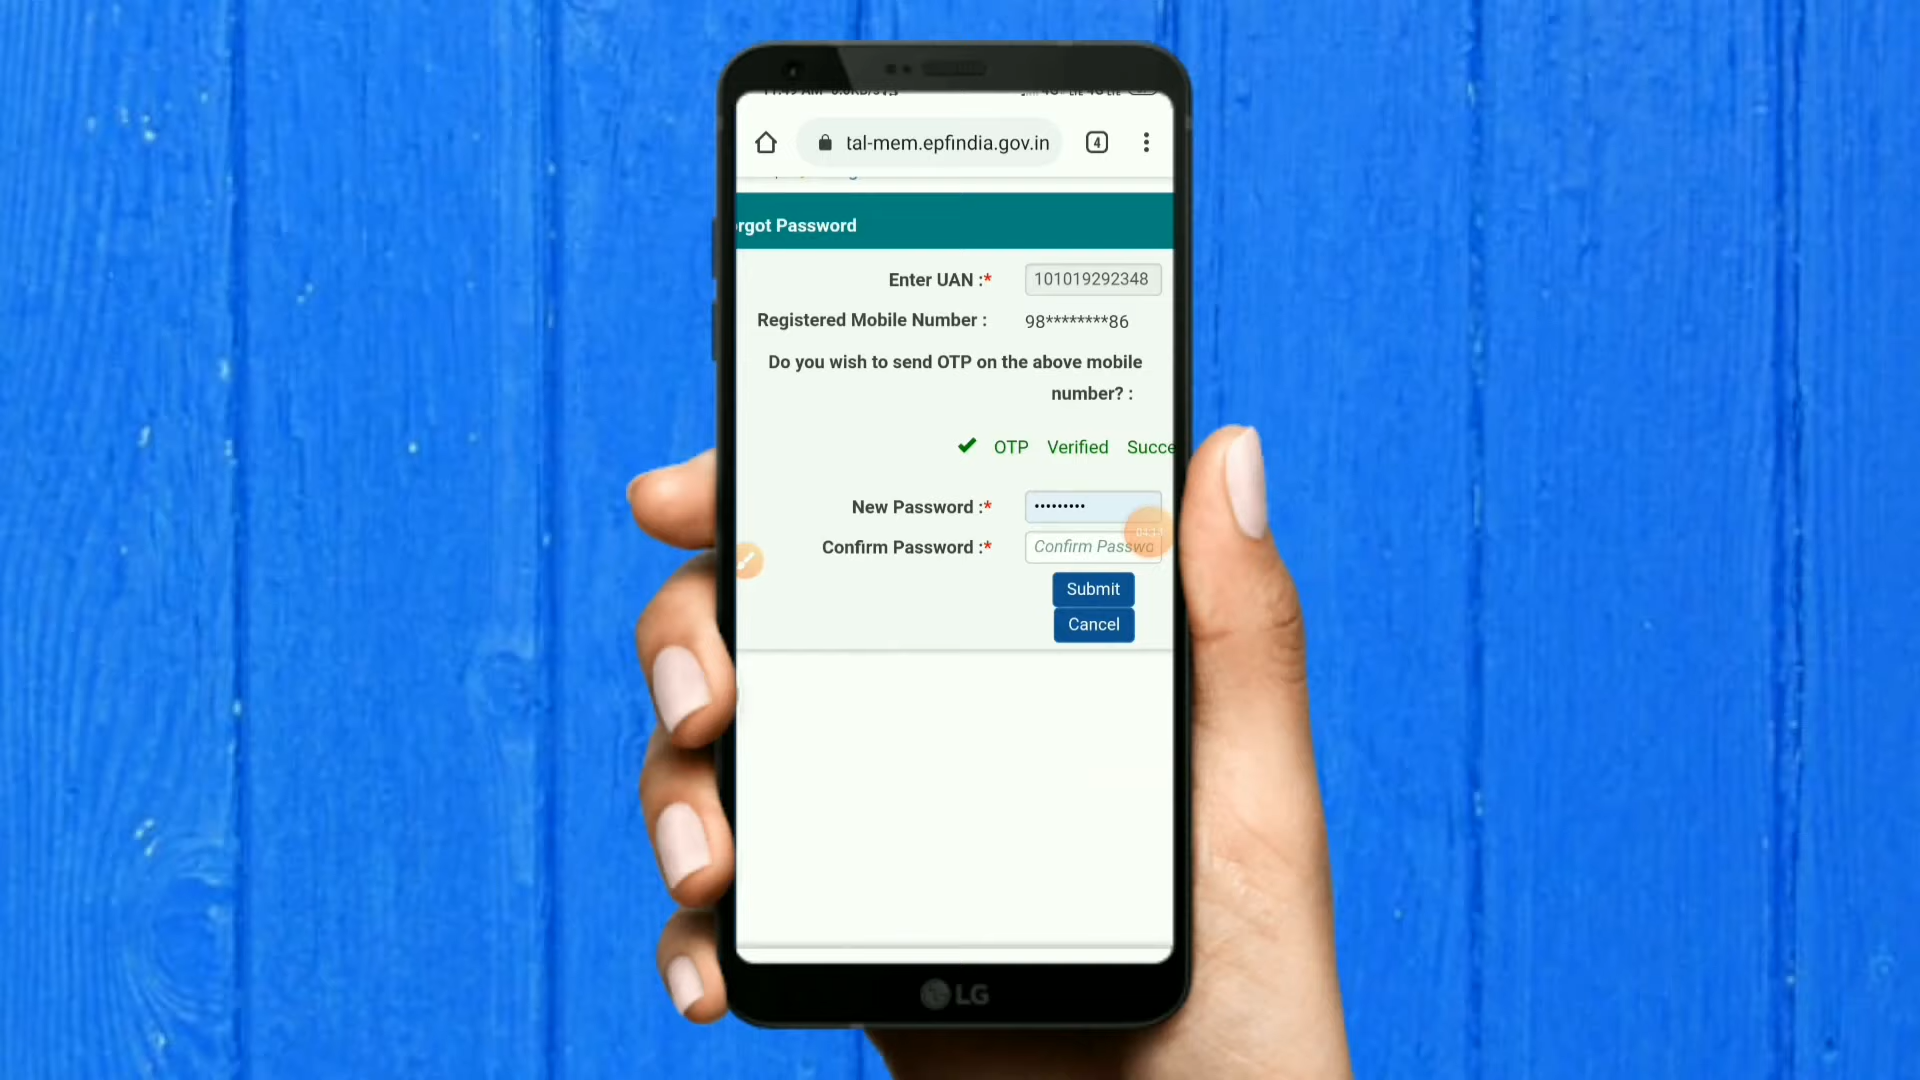 tal-mem.epfindia.gov.in
4
rgot Password
Enter UAN :*
101019292348
Registered Mobile Number :
98********86
Do you wish to send OTP on the above mobile
number? :
✔ OTP Verified Succe
New Password :*
•••••••••
Confirm Password :*
Confirm Passwo
Submit
Cancel
LG